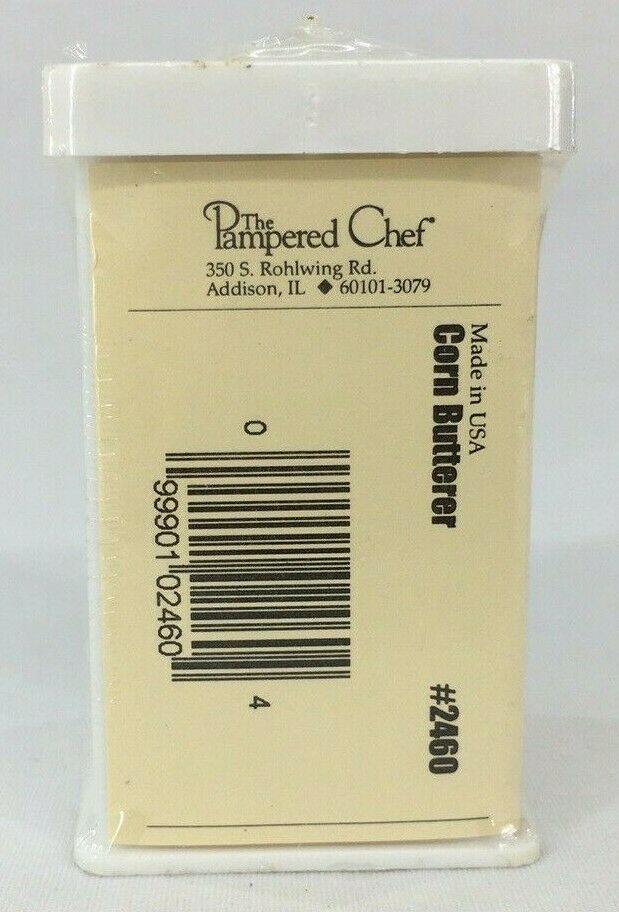 The Pampered Chef®
350 S. Rohlwing Rd.
Addison, IL ◆ 60101-3079
Made in USA
Corn Butterer #2460
0 99901 02460 4